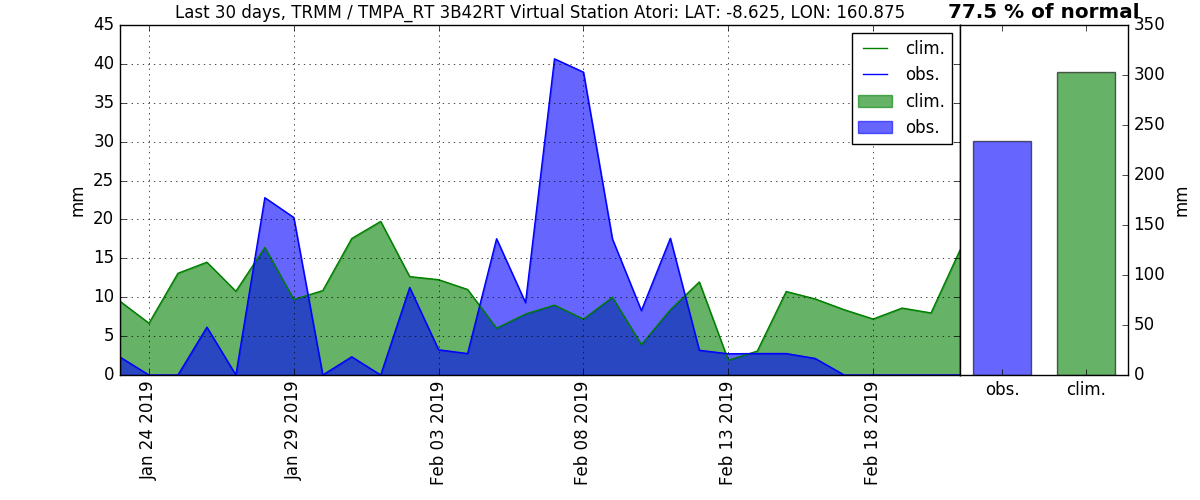 Last 30 days, TRMM / TMPA_RT 3B42RT Virtual Station Atori: LAT: -8.625, LON: 160.875
77.5 % of normal
45
40
35
30
25
20
15
10
5
0
mm
clim.
obs.
clim.
obs.
Jan 24 2019
Jan 29 2019
Feb 03 2019
Feb 08 2019
Feb 13 2019
Feb 18 2019
350
300
250
200
150
100
50
0
mm
obs.
clim.